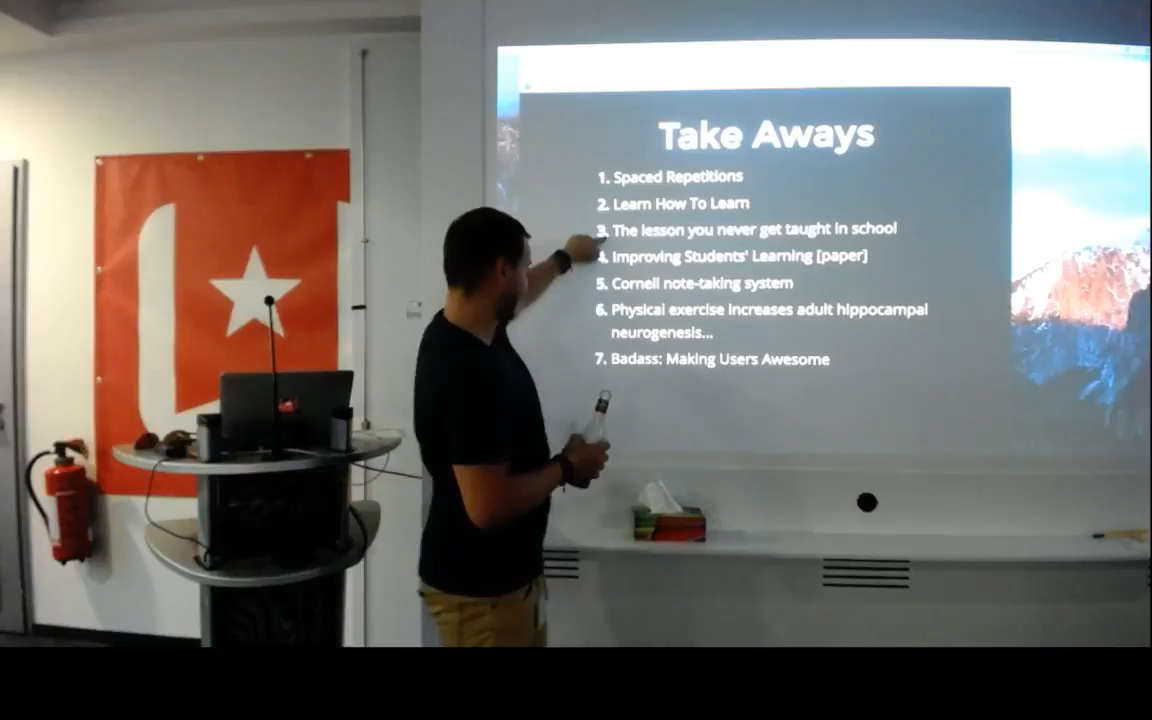 Take Aways
1. Spaced Repetitions
2. Learn How To Learn
3. The lesson you never get taught in school
4. Improving Students' Learning [paper]
5. Cornell note-taking system
6. Physical exercise increases adult hippocampal
neurogenesis...
7. Badass: Making Users Awesome